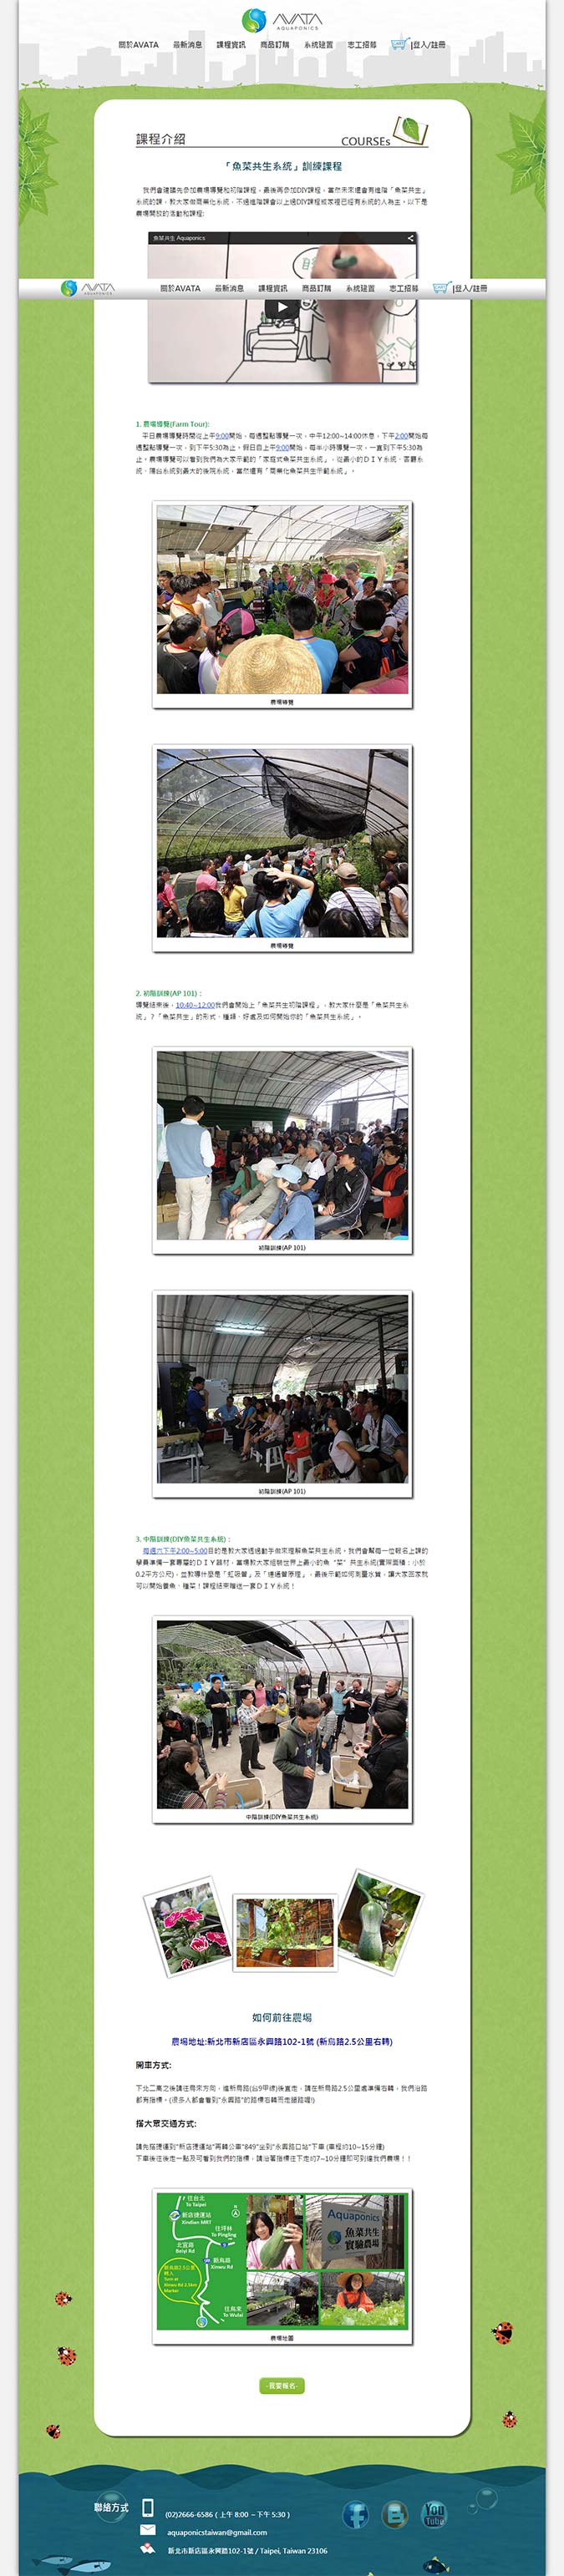 AVATA
AQUAPONICS
關於AVATA 最新消息 課程資訊 商品訂購 系統建置 志工招募 |登入/註冊
課程介紹
COURSEs
「魚菜共生系統」訓練課程
我們會建議先參加農場導覽和初階課程，最後再參加DIY課程。當然未來還會有進階「魚菜共生」
系統的課，教大家做商業化系統，不過進階課會以上過DIY課程或家裡已經有系統的人為主。以下是
農場開放的活動和課程:
魚菜共生 Aquaponics
AVATA
AQUAPONICS
關於AVATA 最新消息 課程資訊 商品訂購 系統建置 志工招募 |登入/註冊
1. 農場導覽(Farm Tour):
平日農場導覽時間從上午9:00開始，每逢整點導覽一次，中午12:00~14:00休息，下午2:00開始每
逢整點導覽一次，到下午5:30為止。假日自上午9:00開始，每半小時導覽一次，一直到下午5:30為
止。農場導覽可以看到我們為大家示範的「家庭式魚菜共生系統」，從最小的ＤＩＹ系統、客廳系
統、陽台系統到最大的後院系統，當然還有「商業化魚菜共生示範系統」。
農場導覽
農場導覽
2. 初階訓練(AP 101)：
導覽結束後，10:40~12:00我們會開始上「魚菜共生初階課程」，教大家什麼是「魚菜共生系
統」？「魚菜共生」的形式、種類、好處及如何開始你的「魚菜共生系統」。
初階訓練(AP 101)
初階訓練(AP 101)
3. 中階訓練(DIY魚菜共生系統)：
每週六下午2:00~5:00目的是教大家透過動手做來理解魚菜共生系統。我們會幫每一位報名上課的
學員準備一套專屬的ＤＩＹ器材，當場教大家組裝世界上最小的魚“菜”共生系統(實際面積：小於
0.2平方公尺)，並教導什麼是「虹吸管」及「連通管原理」，最後示範如何測量水質，讓大家回家就
可以開始養魚、種菜！課程結束贈送一套ＤＩＹ系統！
中階訓練(DIY魚菜共生系統)
如何前往農場
農場地址:新北市新店區永興路102-1號 (新烏路2.5公里右轉)
開車方式:
下北二高之後請往烏來方向，進新烏路(台9甲線)後直走，請在新烏路2.5公里處準備右轉，我們沿路
都有指標。(很多人都會看到“永興路”的路標右轉而走錯路喔!)
搭大眾交通方式:
請先搭捷運到“新店捷運站”再轉公車“849”坐到“永興路口站”下車 (車程約10~15分鐘)
下車後往後走一點及可看到我們的指標，請沿著指標往下走約7~10分鐘即可到達我們農場！！
往台北
To Taipei
新店捷運站
Xindian MRT
往坪林
To Pingling
北宜路
Beiyi Rd
新烏路
Xinwu Rd
新烏路2.5公里
轉入
Turn at
Xinwu Rd 2.5km
Marker
往烏來
To Wulai
Aquaponics
魚菜共生
實驗農場
農場地圖
-我要報名-
聯絡方式
(02)2666-6586 ( 上午 8:00 ~ 下午 5:30 )
aquaponicstaiwan@gmail.com
新北市新店區永興路102-1號 / Taipei, Taiwan 23106
You
Tube